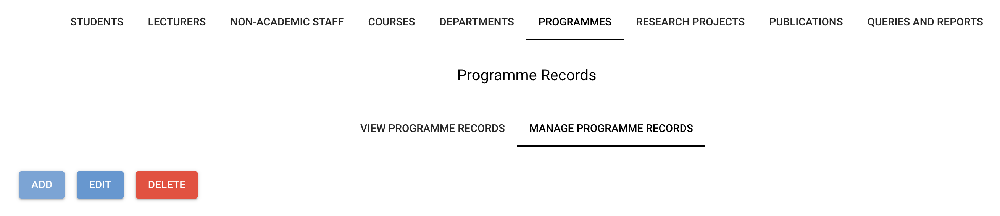 STUDENTS LECTURERS NON-ACADEMIC STAFF COURSES DEPARTMENTS PROGRAMMES RESEARCH PROJECTS PUBLICATIONS QUERIES AND REPORTS
Programme Records
VIEW PROGRAMME RECORDS MANAGE PROGRAMME RECORDS
ADD EDIT DELETE